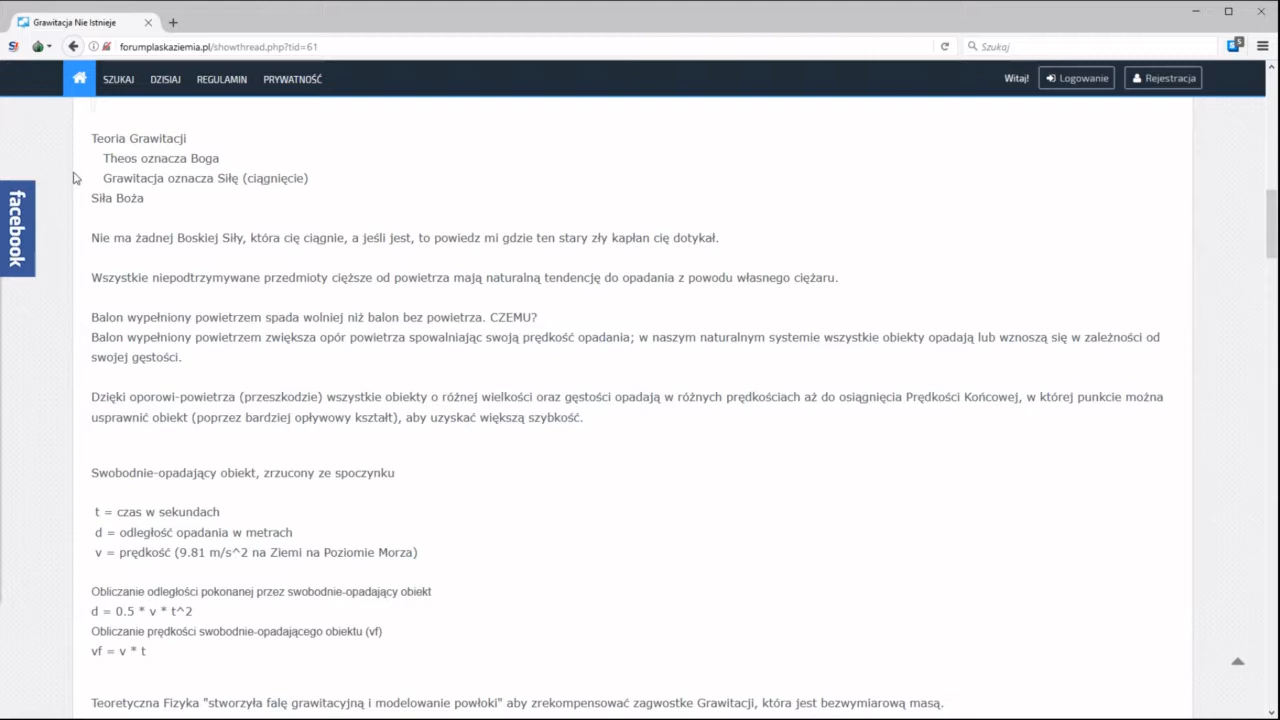 Grawitacja Nie Istnieje
forumplaskaziemia.pl/showthread.php?tid=61
Szukaj
5
SZUKAJ DZISIAJ REGULAMIN PRYWATNOŚĆ Witaj! Logowanie Rejestracja
facebook
Teoria Grawitacji
Theos oznacza Boga
Grawitacja oznacza Siłę (ciągnięcie)
Siła Boża
Nie ma żadnej Boskiej Siły, która cię ciągnie, a jeśli jest, to powiedz mi gdzie ten stary zły kapłan cię dotykał.
Wszystkie niepodtrzymywane przedmioty cięższe od powietrza mają naturalną tendencję do opadania z powodu własnego ciężaru.
Balon wypełniony powietrzem spada wolniej niż balon bez powietrza. CZEMU?
Balon wypełniony powietrzem zwiększa opór powietrza spowalniając swoją prędkość opadania; w naszym naturalnym systemie wszystkie obiekty opadają lub wznoszą się w zależności od
swojej gęstości.
Dzięki oporowi-powietrza (przeszkodzie) wszystkie obiekty o różnej wielkości oraz gęstości opadają w różnych prędkościach aż do osiągnięcia Prędkości Końcowej, w której punkcie można
usprawnić obiekt (poprzez bardziej opływowy kształt), aby uzyskać większą szybkość.
Swobodnie-opadający obiekt, zrzucony ze spoczynku
t = czas w sekundach
d = odległość opadania w metrach
v = prędkość (9.81 m/s^2 na Ziemi na Poziomie Morza)
Obliczanie odległości pokonanej przez swobodnie-opadający obiekt
d = 0.5 * v * t^2
Obliczanie prędkości swobodnie-opadającego obiektu (vf)
vf = v * t
Teoretyczna Fizyka "stworzyła falę grawitacyjną i modelowanie powłoki" aby zrekompensować zagwostke Grawitacji, która jest bezwymiarową masą.